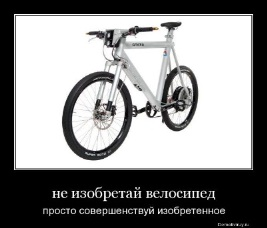 не изобретай велосипед
просто совершенствуй изобретенное